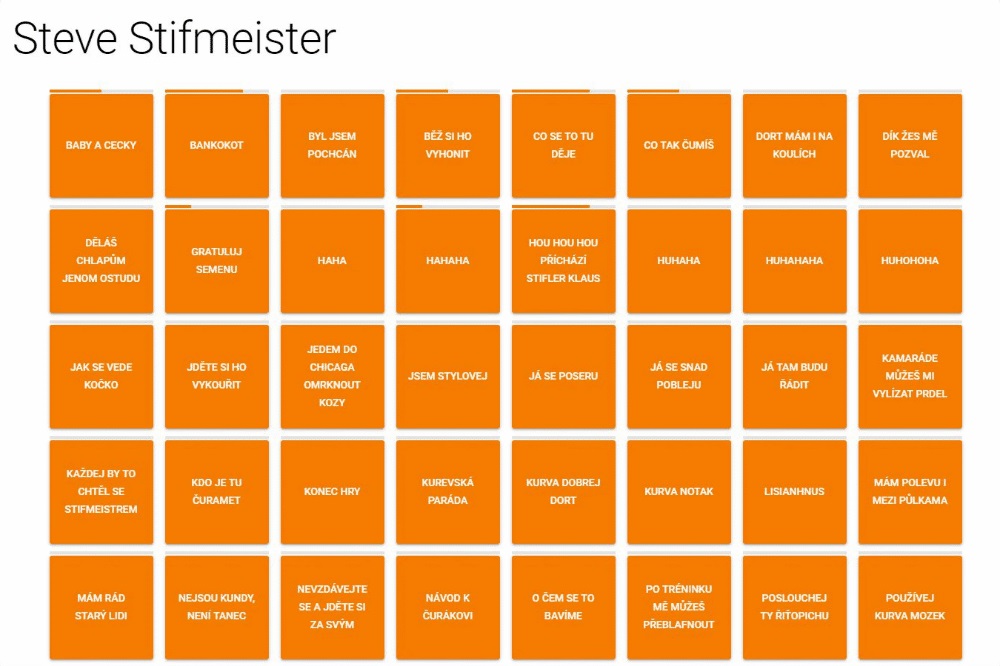 Steve Stifmeister
BABY A CECKY
BANKOKOT
BYL JSEM
POCHCÁN
BĚŽ SI HO
VYHONIT
CO SE TO TU
DĚJE
CO TAK ČUMÍŠ
DORT MÁM I NA
KOULÍCH
DÍK ŽES MĚ
POZVAL
DĚLÁŠ
CHLAPŮM
JENOM OSTUDU
GRATULUJ
SEMENU
HAHA
HAHAHA
HOU HOU HOU
PŘÍCHÁZÍ
STIFLER KLAUS
HUHAHA
HUHAHAHA
HUHOHOHA
JAK SE VEDE
KOČKO
JDĚTE SI HO
VYKOUŘIT
JEDEM DO
CHICAGA
OMRKNOUT
KOZY
JSEM STYLOVEJ
JÁ SE POSERU
JÁ SE SNAD
POBLEJU
JÁ TAM BUDU
ŘÁDIT
KAMARÁDE
MŮŽEŠ MI
VYLÍZAT PRDEL
KAŽDEJ BY TO
CHTĚL SE
STIFMEISTREM
KDO JE TU
ČURAMET
KONEC HRY
KUREVSKÁ
PARÁDA
KURVA DOBREJ
DORT
KURVA NOTAK
LISIANHNUS
MÁM POLEVU I
MEZI PŮLKAMA
MÁM RÁD
STARÝ LIDI
NEJSOU KUNDY,
NENÍ TANEC
NEVZDÁVEJTE
SE A JDĚTE SI
ZA SVÝM
NÁVOD K
ČURÁKOVI
O ČEM SE TO
BAVÍME
PO TRÉNINKU
MĚ MŮŽEŠ
PŘEBLAFNOUT
POSLOUCHEJ
TY ŘIŤOPICHU
POUŽÍVEJ
KURVA MOZEK